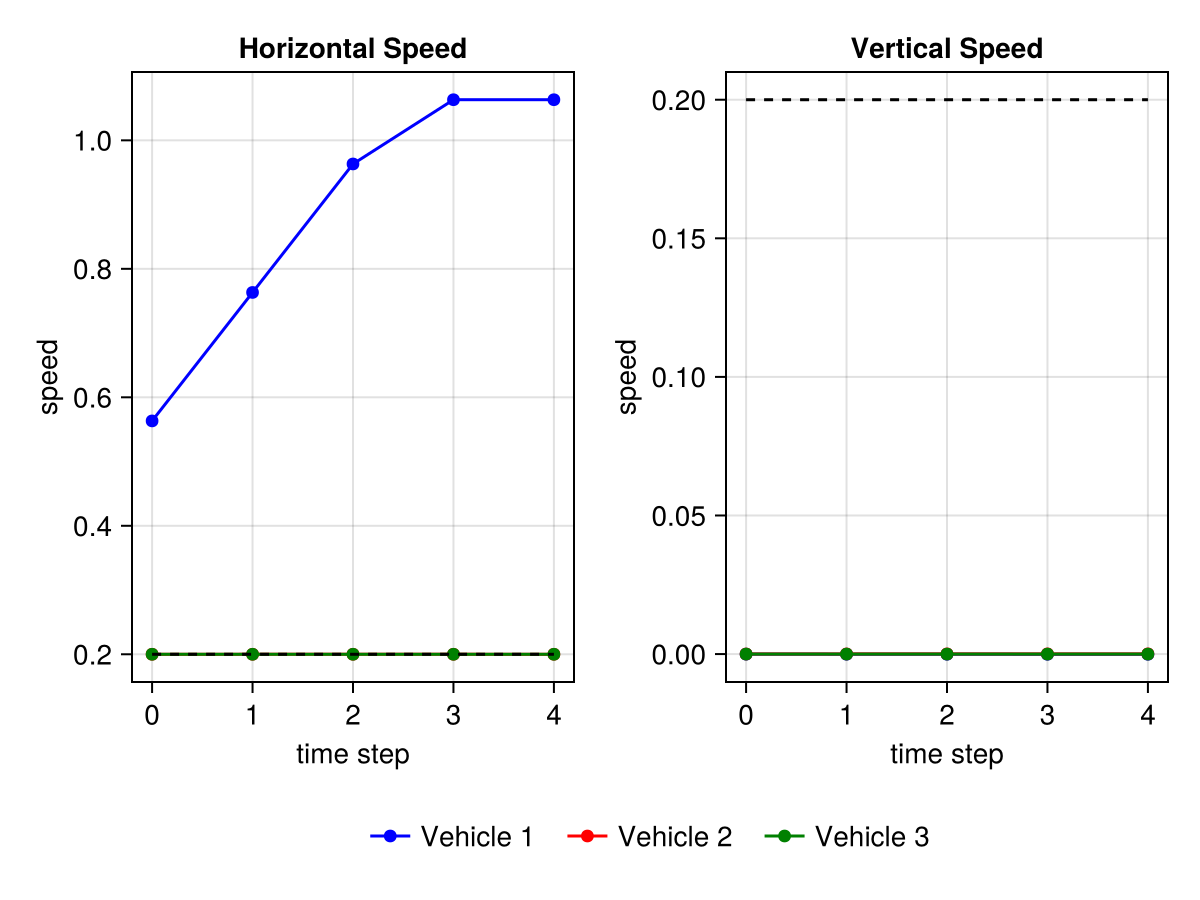 Horizontal Speed
1.0
0.8
0.6
0.4
0.2
speed
0 1 2 3 4
time step
Vertical Speed
0.20
0.15
0.10
0.05
0.00
speed
0 1 2 3 4
time step
Vehicle 1 Vehicle 2 Vehicle 3